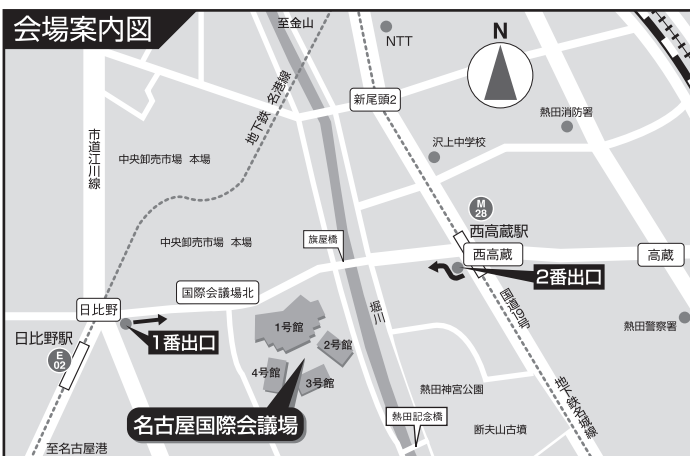 会場案内図
至金山
NTT
N
地下鉄 名港線
新尾頭2
熱田消防署
沢上中学校
市道江川線
中央卸売市場 本場
M
28
西高蔵駅
中央卸売市場 本場
旗屋橋
西高蔵
高蔵
2番出口
国際会議場北
日比野
堀川
国道19号
1号館
熱田警察署
日比野駅
1番出口
2号館
E
02
4号館
3号館
熱田神宮公園
地下鉄名城線
名古屋国際会議場
熱田記念橋
断夫山古墳
至名古屋港